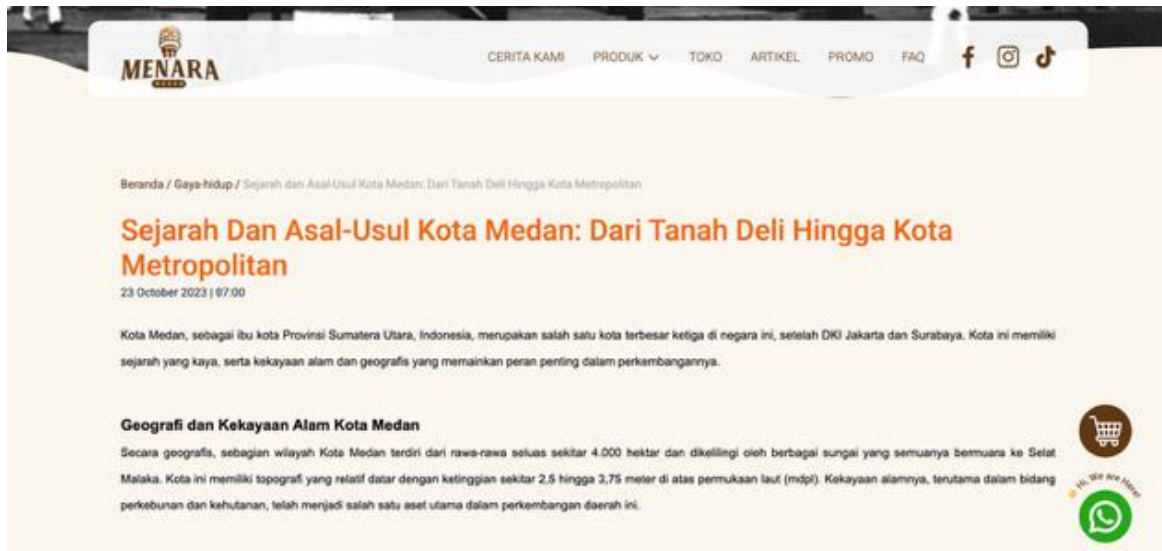 MENARA
CERITA KAMI PRODUK TOKO ARTIKEL PROMO FAQ
Beranda / Gaya-hidup / Sejarah dan Asal-Usul Kota Medan: Dari Tanah Deli Hingga Kota Metropolitan
Sejarah Dan Asal-Usul Kota Medan: Dari Tanah Deli Hingga Kota
Metropolitan
23 October 2023 | 07:00
Kota Medan, sebagai ibu kota Provinsi Sumatera Utara, Indonesia, merupakan salah satu kota terbesar ketiga di negara ini, setelah DKI Jakarta dan Surabaya. Kota ini memiliki
sejarah yang kaya, serta kekayaan alam dan geografis yang memainkan peran penting dalam perkembangannya.
Geografi dan Kekayaan Alam Kota Medan
Secara geografis, sebagian wilayah Kota Medan terdiri dari rawa-rawa seluas sekitar 4.000 hektar dan dikelilingi oleh berbagai sungai yang semuanya bermuara ke Selat
Malaka. Kota ini memiliki topografi yang relatif datar dengan ketinggian sekitar 2,5 hingga 3,75 meter di atas permukaan laut (mdpl). Kekayaan alamnya, terutama dalam bidang
perkebunan dan kehutanan, telah menjadi salah satu aset utama dalam perkembangan daerah ini.
Hi, We are Here!